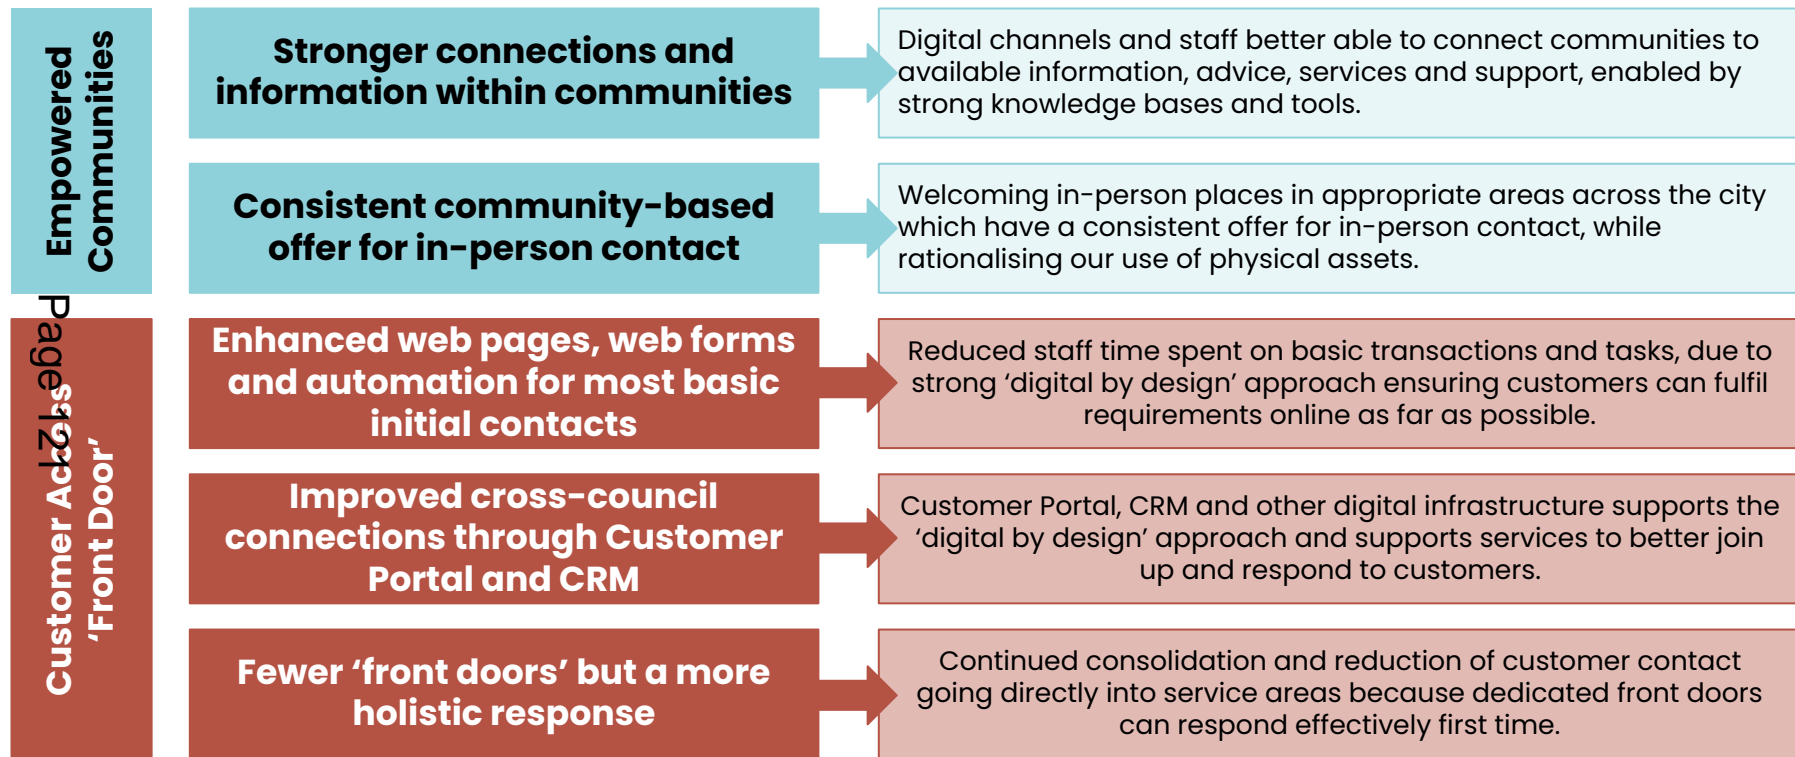 Empowered
Communities
Stronger connections and
information within communities
Digital channels and staff better able to connect communities to
available information, advice, services and support, enabled by
strong knowledge bases and tools.
Consistent community-based
offer for in-person contact
Welcoming in-person places in appropriate areas across the city
which have a consistent offer for in-person contact, while
rationalising our use of physical assets.
Page 121
Customer Access
‘Front Door’
Enhanced web pages, web forms
and automation for most basic
initial contacts
Reduced staff time spent on basic transactions and tasks, due to
strong ‘digital by design’ approach ensuring customers can fulfil
requirements online as far as possible.
Improved cross-council
connections through Customer
Portal and CRM
Customer Portal, CRM and other digital infrastructure supports the
‘digital by design’ approach and supports services to better join
up and respond to customers.
Fewer ‘front doors’ but a more
holistic response
Continued consolidation and reduction of customer contact
going directly into service areas because dedicated front doors
can respond effectively first time.